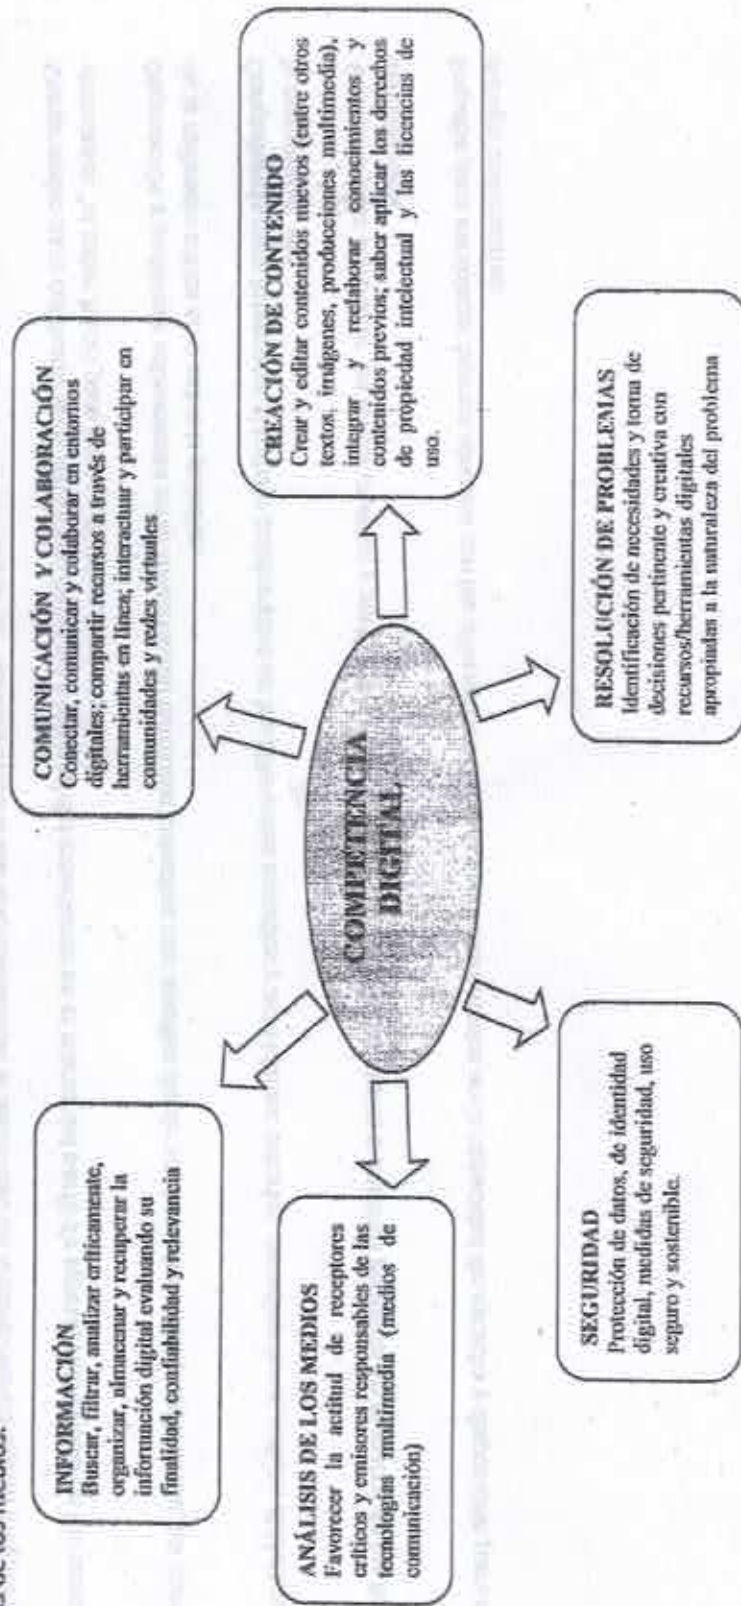 s de los medios.
INFORMACIÓN
Buscar, filtrar, analizar críticamente,
organizar, almacenar y recuperar la
información digital evaluando su
finalidad, confiabilidad y relevancia
COMUNICACIÓN Y COLABORACIÓN
Conectar, comunicar y colaborar en entornos
digitales; compartir recursos a través de
herramientas en línea; interactuar y participar en
comunidades y redes virtuales
ANÁLISIS DE LOS MEDIOS
Favorecer la actitud de receptores
críticos y emisores responsables de las
tecnologías multimedia (medios de
comunicación)
COMPETENCIA
DIGITAL
CREACIÓN DE CONTENIDO
Crear y editar contenidos nuevos (entre otros
textos, imágenes, producciones multimedia),
integrar y reelaborar conocimientos y
contenidos previos; saber aplicar los derechos
de propiedad intelectual y las licencias de
uso.
SEGURIDAD
Protección de datos, de identidad
digital, medidas de seguridad, uso
seguro y sostenible.
RESOLUCIÓN DE PROBLEMAS
Identificación de necesidades y toma de
decisiones pertinente y creativa con
recursos/herramientas digitales
apropiadas a la naturaleza del problema